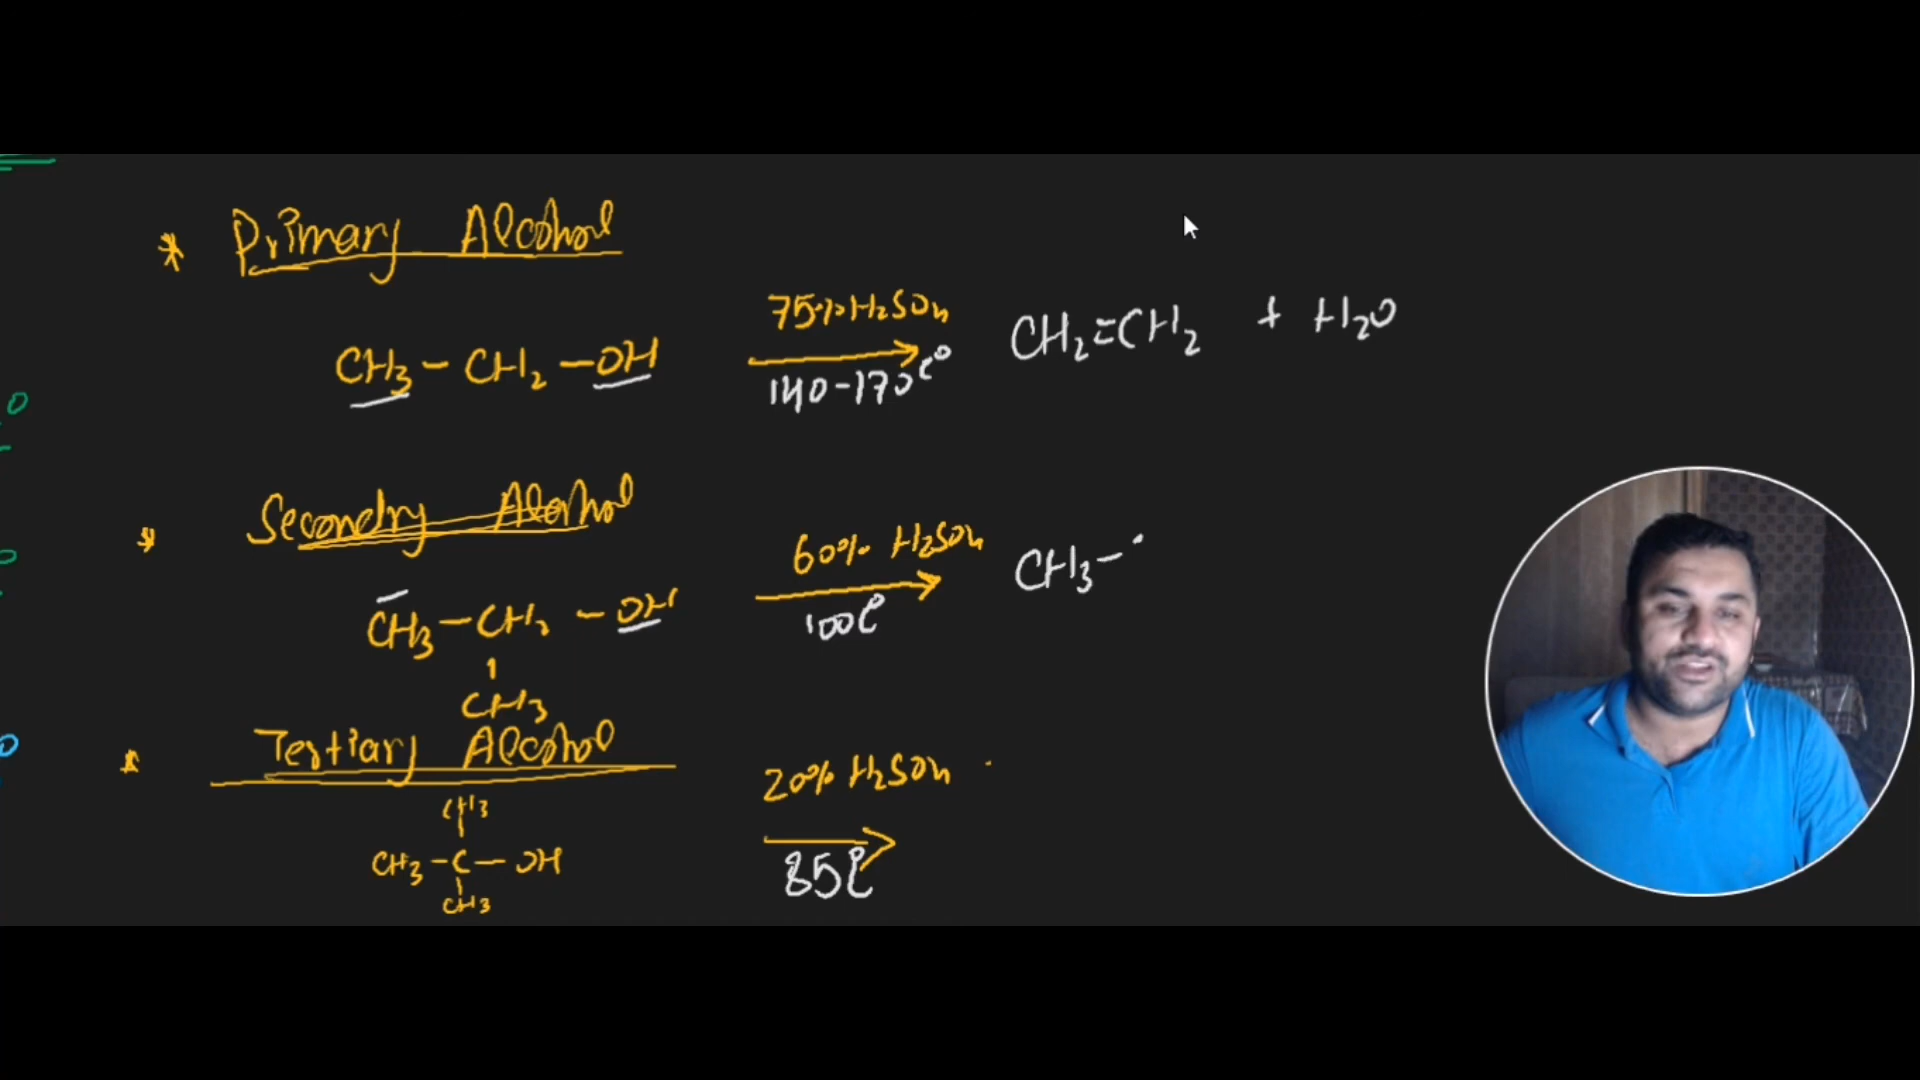 * Primary Alcohol
CH3 - CH2 - OH 75% H2SO4 140-170C° CH2=CH2 + H2O
* Secondry Alcohol
CH3 - CH2 - OH 60% H2SO4 100C° CH3 -
CH3
* Tertiary Alcohol
CH3
CH3 - C - OH 20% H2SO4 85C°
CH3